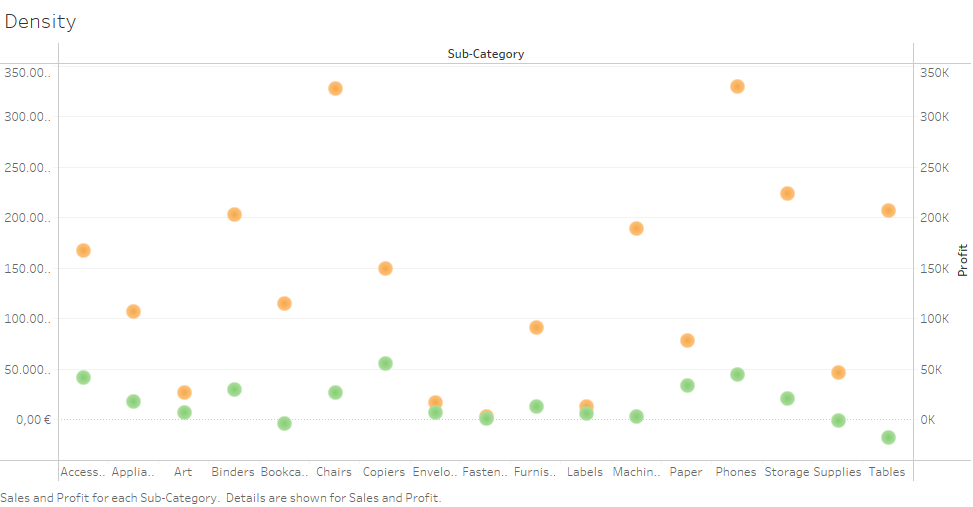 Density
Sub-Category
350.00.. 350K
300.00.. 300K
250.00.. 250K
200.00.. 200K
150.00.. 150K
100.00.. 100K
50.000.. 50K
0,00 € 0K
Profit
Access.. Applia.. Art Binders Bookca.. Chairs Copiers Envelo.. Fasten.. Furnis.. Labels Machin.. Paper Phones Storage Supplies Tables
Sales and Profit for each Sub-Category. Details are shown for Sales and Profit.